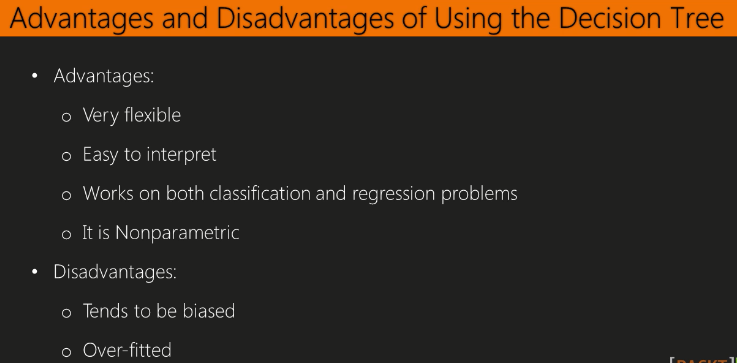 Advantages and Disadvantages of Using the Decision Tree
• Advantages:
o Very flexible
o Easy to interpret
o Works on both classification and regression problems
o It is Nonparametric
• Disadvantages:
o Tends to be biased
o Over-fitted